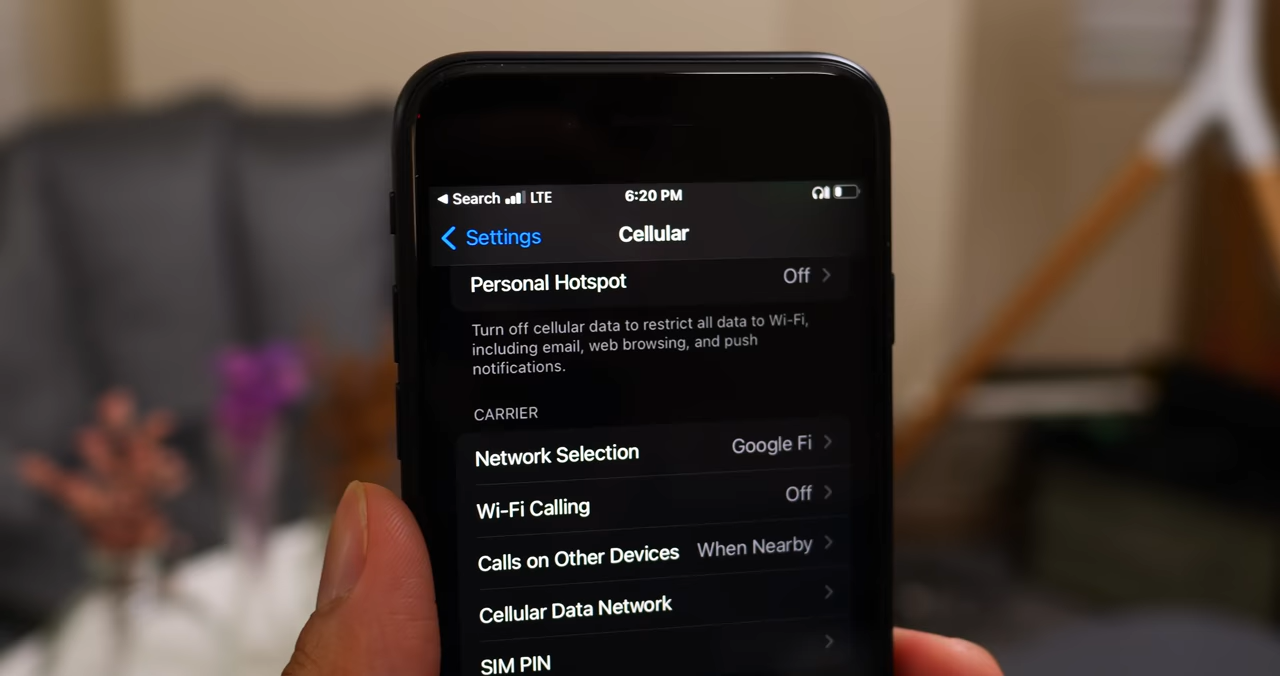 Search LTE 6:20 PM
Settings Cellular
Personal Hotspot Off
Turn off cellular data to restrict all data to Wi-Fi,
including email, web browsing, and push
notifications.
CARRIER
Network Selection Google Fi
Wi-Fi Calling Off
Calls on Other Devices When Nearby
Cellular Data Network
SIM PIN